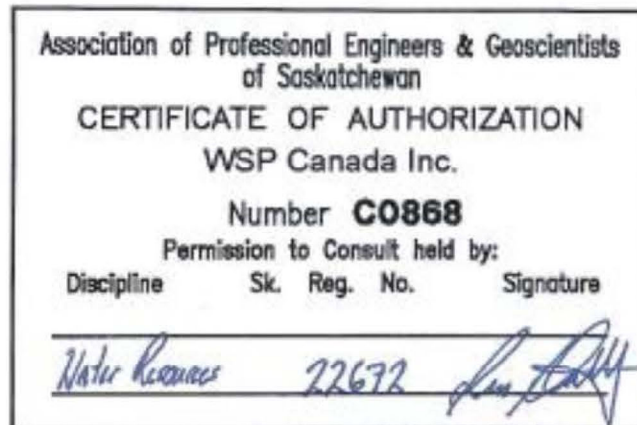 Association of Professional Engineers & Geoscientists
of Saskatchewan
CERTIFICATE OF AUTHORIZATION
WSP Canada Inc.
Number C0868
Permission to Consult held by:
Discipline Sk. Reg. No. Signature
Water Resources 22672